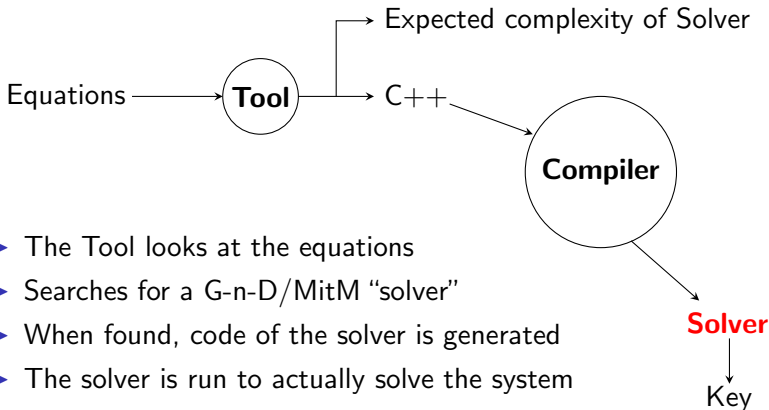 Expected complexity of Solver
Equations
Tool
C++
Compiler
The Tool looks at the equations
Searches for a G-n-D/MitM “solver”
When found, code of the solver is generated
The solver is run to actually solve the system
Solver
Key